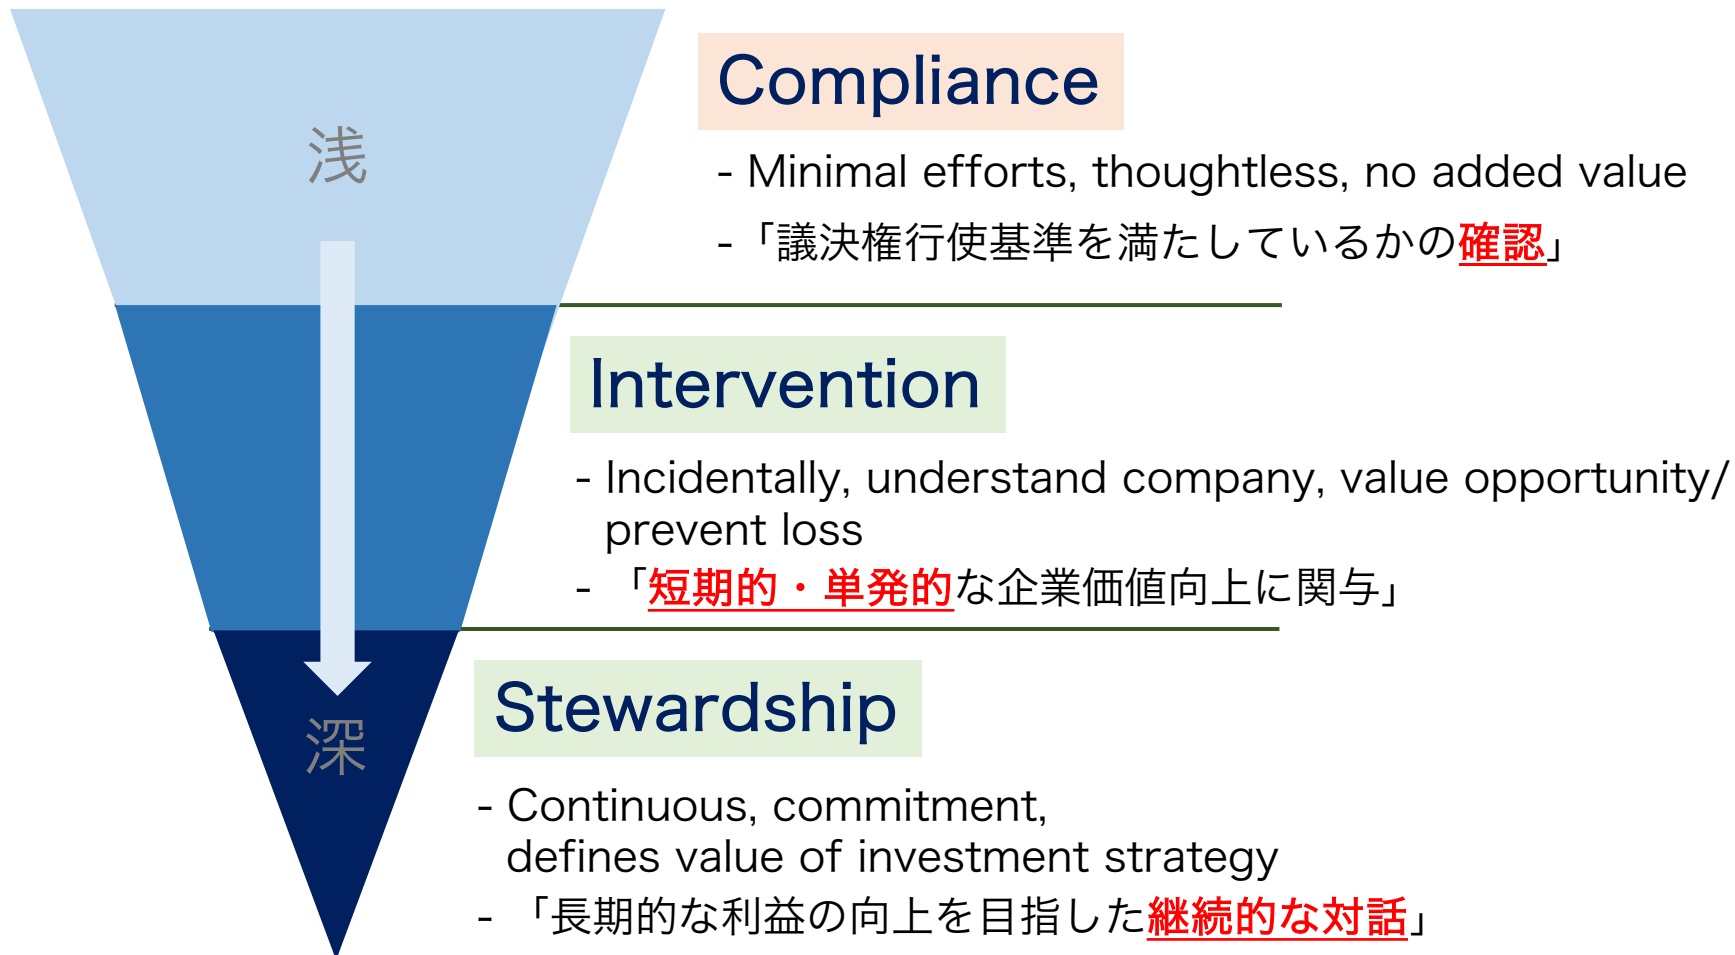 浅
Compliance
- Minimal efforts, thoughtless, no added value
-「議決権行使基準を満たしているかの確認」
Intervention
- Incidentally, understand company, value opportunity/
prevent loss
- 「短期的・単発的な企業価値向上に関与」
深
Stewardship
- Continuous, commitment,
defines value of investment strategy
- 「長期的な利益の向上を目指した継続的な対話」